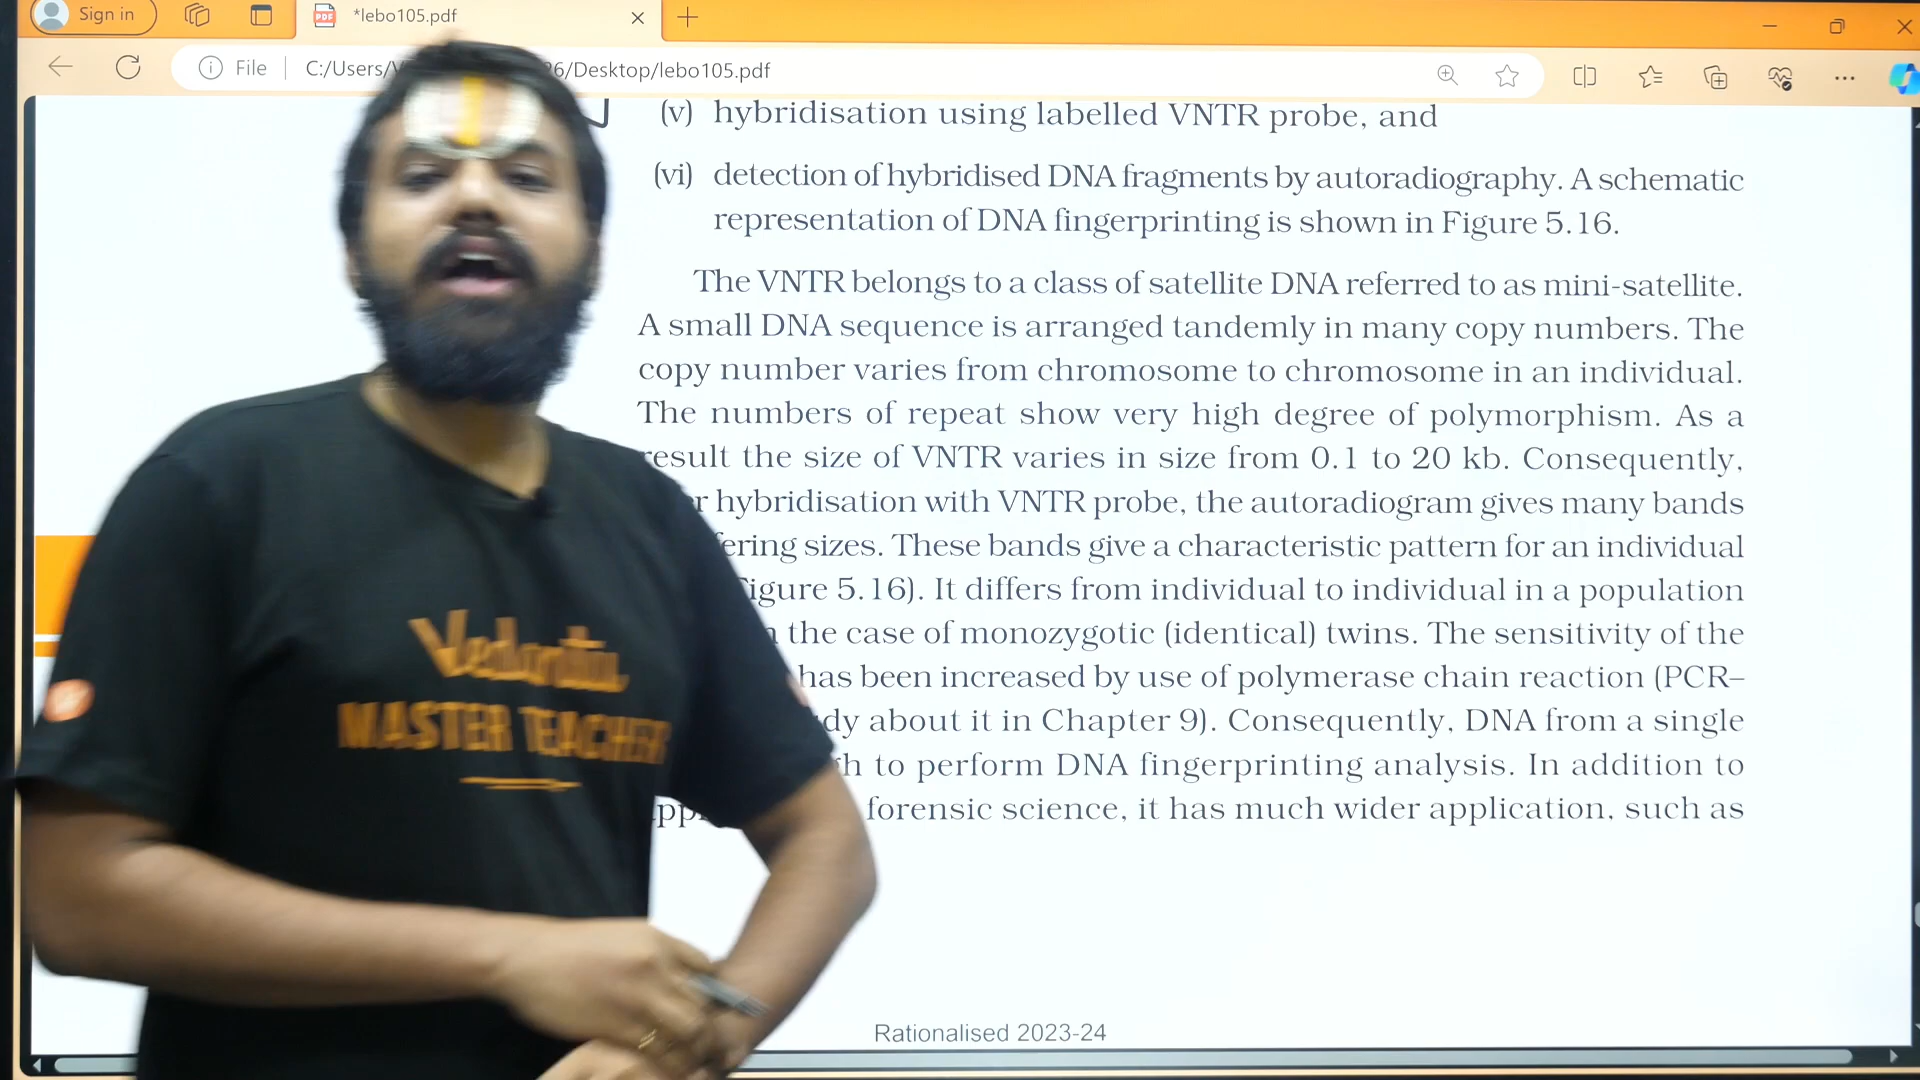 Sign in
PDF
*lebo105.pdf
File
C:/Users/V 26/Desktop/lebo105.pdf
(v) hybridisation using labelled VNTR probe, and
(vi) detection of hybridised DNA fragments by autoradiography. A schematic
representation of DNA fingerprinting is shown in Figure 5.16.
The VNTR belongs to a class of satellite DNA referred to as mini-satellite.
A small DNA sequence is arranged tandemly in many copy numbers. The
copy number varies from chromosome to chromosome in an individual.
The numbers of repeat show very high degree of polymorphism. As a
result the size of VNTR varies in size from 0.1 to 20 kb. Consequently,
r hybridisation with VNTR probe, the autoradiogram gives many bands
fering sizes. These bands give a characteristic pattern for an individual
igure 5.16). It differs from individual to individual in a population
the case of monozygotic (identical) twins. The sensitivity of the
has been increased by use of polymerase chain reaction (PCR–
dy about it in Chapter 9). Consequently, DNA from a single
h to perform DNA fingerprinting analysis. In addition to
forensic science, it has much wider application, such as
Rationalised 2023-24
Vedantu
MASTER TEACHER